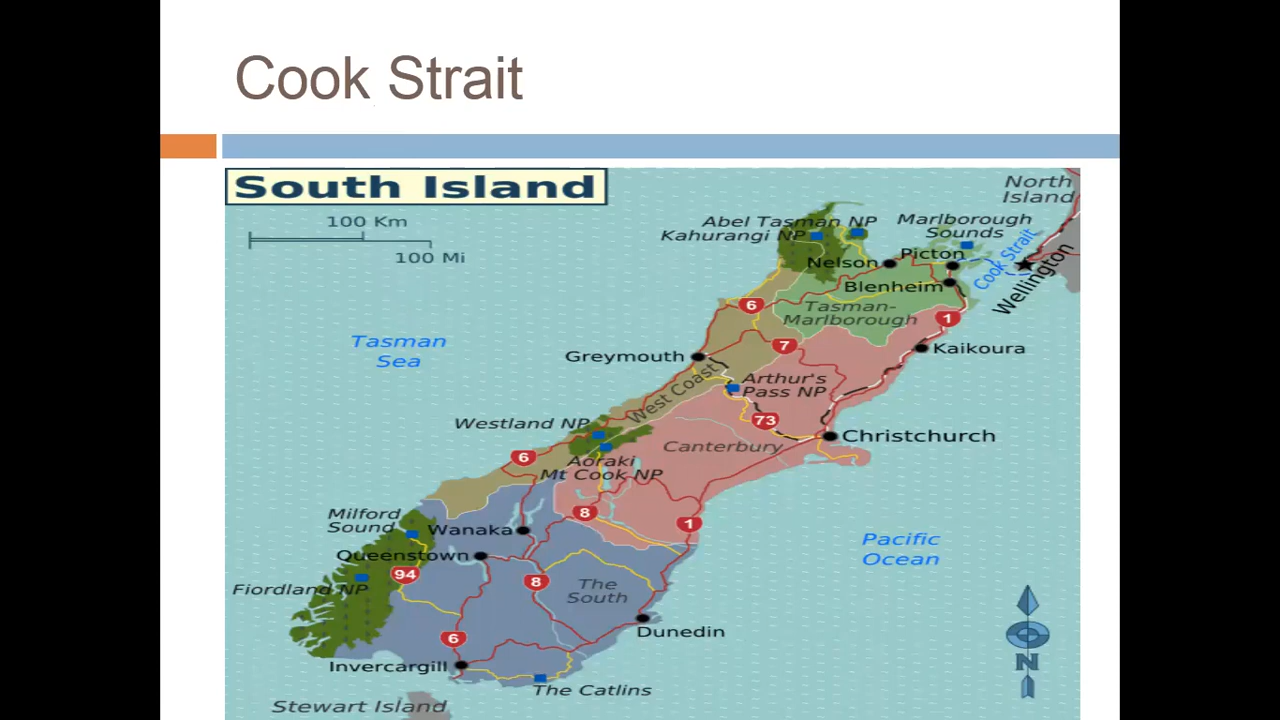 Cook Strait
South Island
100 Km
100 Mi
North
Island
Abel Tasman NP
Marlborough
Sounds
Kahurangi NP
Cook Strait
Nelson
Picton
Wellington
Blenheim
6
Tasman-
Marlborough
1
Tasman
Sea
7
Kaikoura
Greymouth
Arthur's
Pass NP
West Coast
73
Westland NP
Christchurch
Canterbury
6
Aoraki
Mt Cook NP
Milford
Sound
8
1
Wanaka
Pacific
Ocean
Queenstown
94
8
Fiordland NP
The
South
6
Dunedin
Invercargill
N
The Catlins
Stewart Island